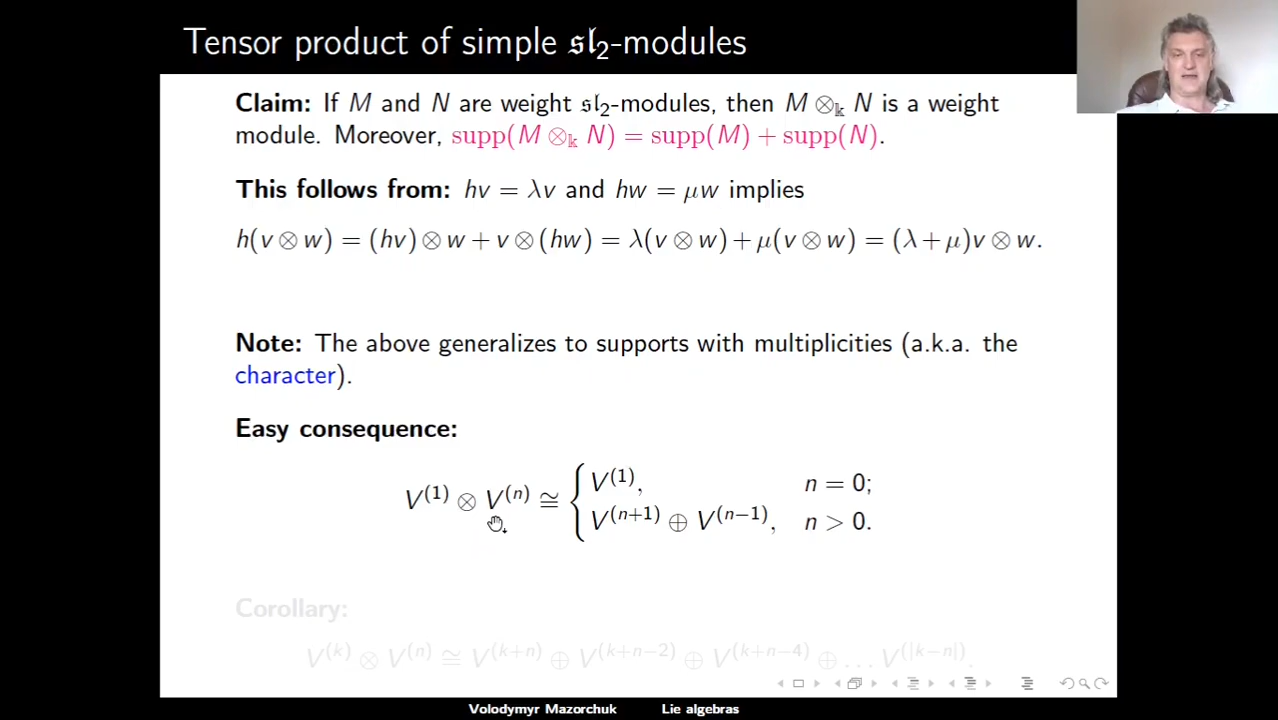 Tensor product of simple 𝔰𝔩₂-modules
Claim: If M and N are weight 𝔰𝔩₂-modules, then M ⊗_𝕜 N is a weight
module. Moreover, supp(M ⊗_𝕜 N) = supp(M) + supp(N).
This follows from: hv = λv and hw = μw implies
h(v ⊗ w) = (hv) ⊗ w + v ⊗ (hw) = λ(v ⊗ w) + μ(v ⊗ w) = (λ + μ)v ⊗ w.
Note: The above generalizes to supports with multiplicities (a.k.a. the
character).
Easy consequence:
V^(1) ⊗ V^(n) ≅ { V^(1), n = 0;
V^(n+1) ⊕ V^(n−1), n > 0.
Corollary:
V^(k) ⊗ V^(n) ≅ V^(k+n) ⊕ V^(k+n−2) ⊕ V^(k+n−4) ⊕ … V^(|k−n|).
Volodymyr Mazorchuk Lie algebras